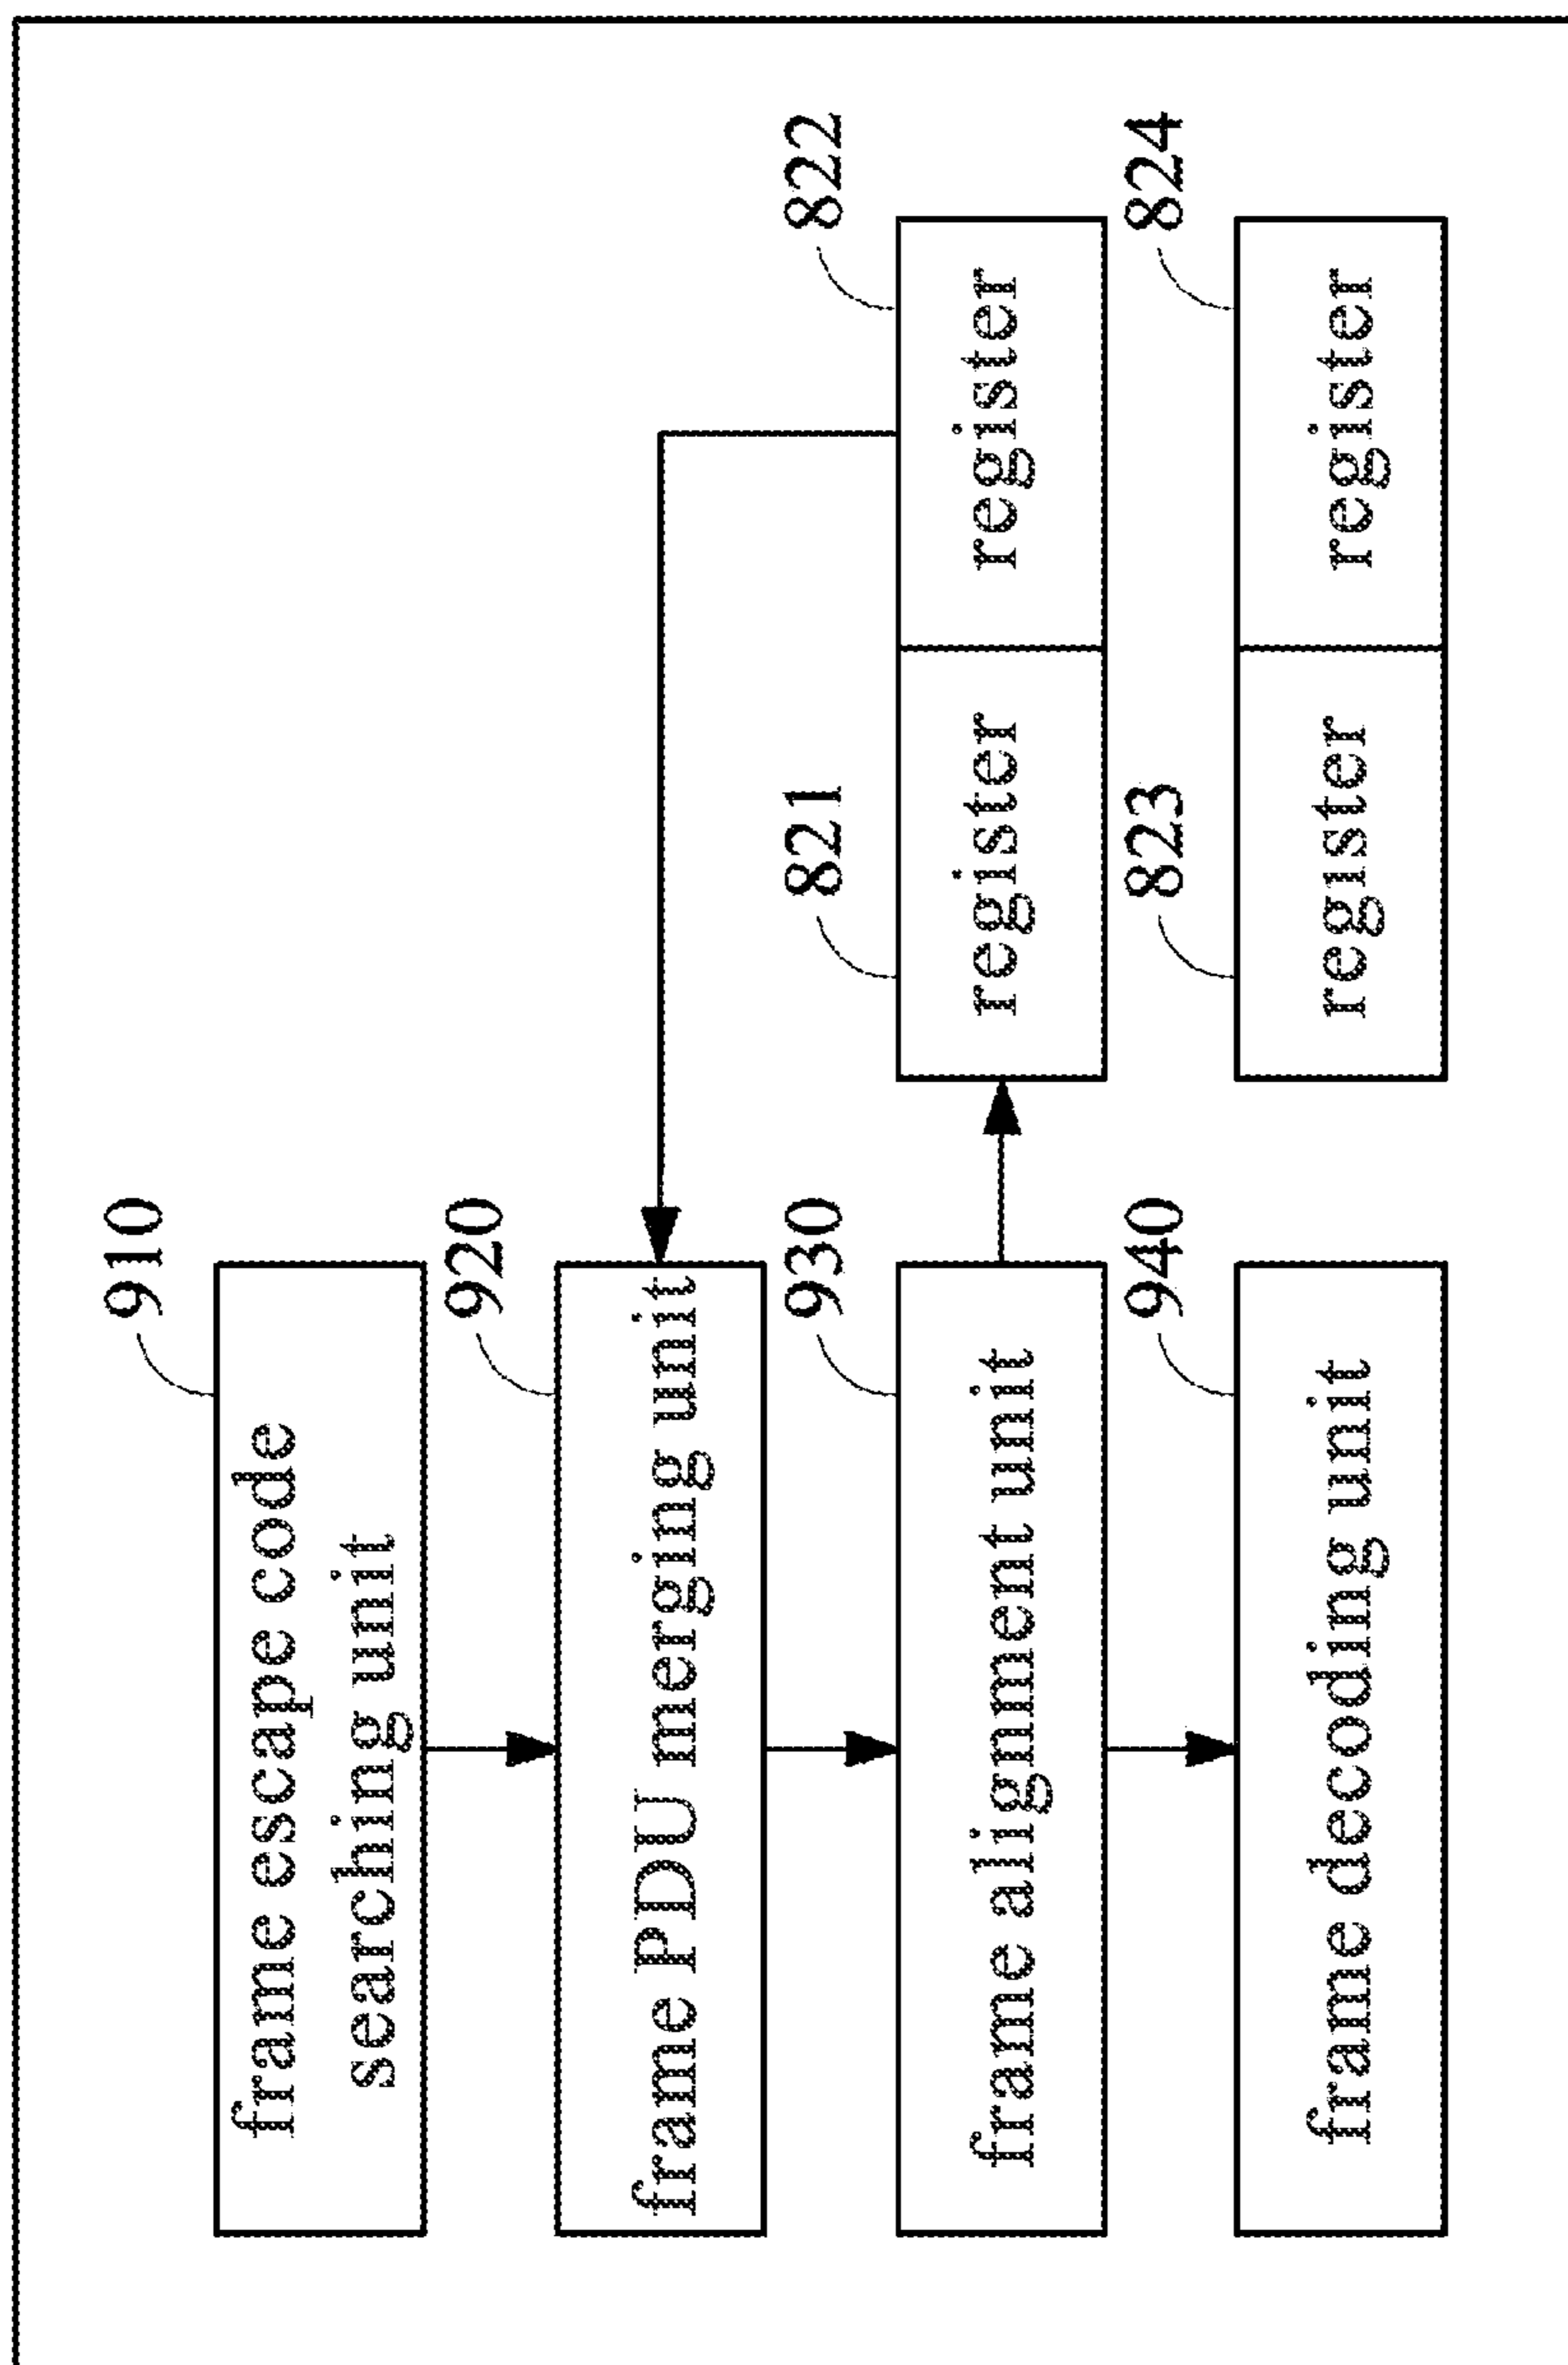 910
frame escape code
searching unit
920
frame PDU merging unit
930
frame alignment unit
821
register
822
register
940
frame decoding unit
823
register
824
register